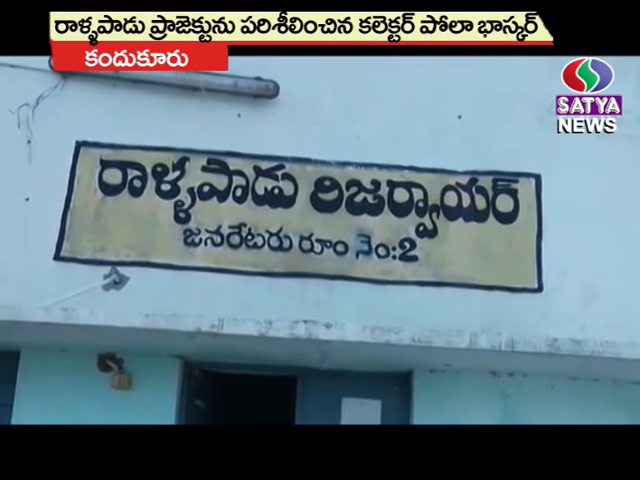 రాళ్ళపాడు ప్రాజెక్టును పరిశీలించిన కలెక్టర్ పోలా భాస్కర్
కందుకూరు
SATYA
NEWS
రాళ్ళపాడు రిజర్వాయర్
జనరేటరు రూం నెం:2